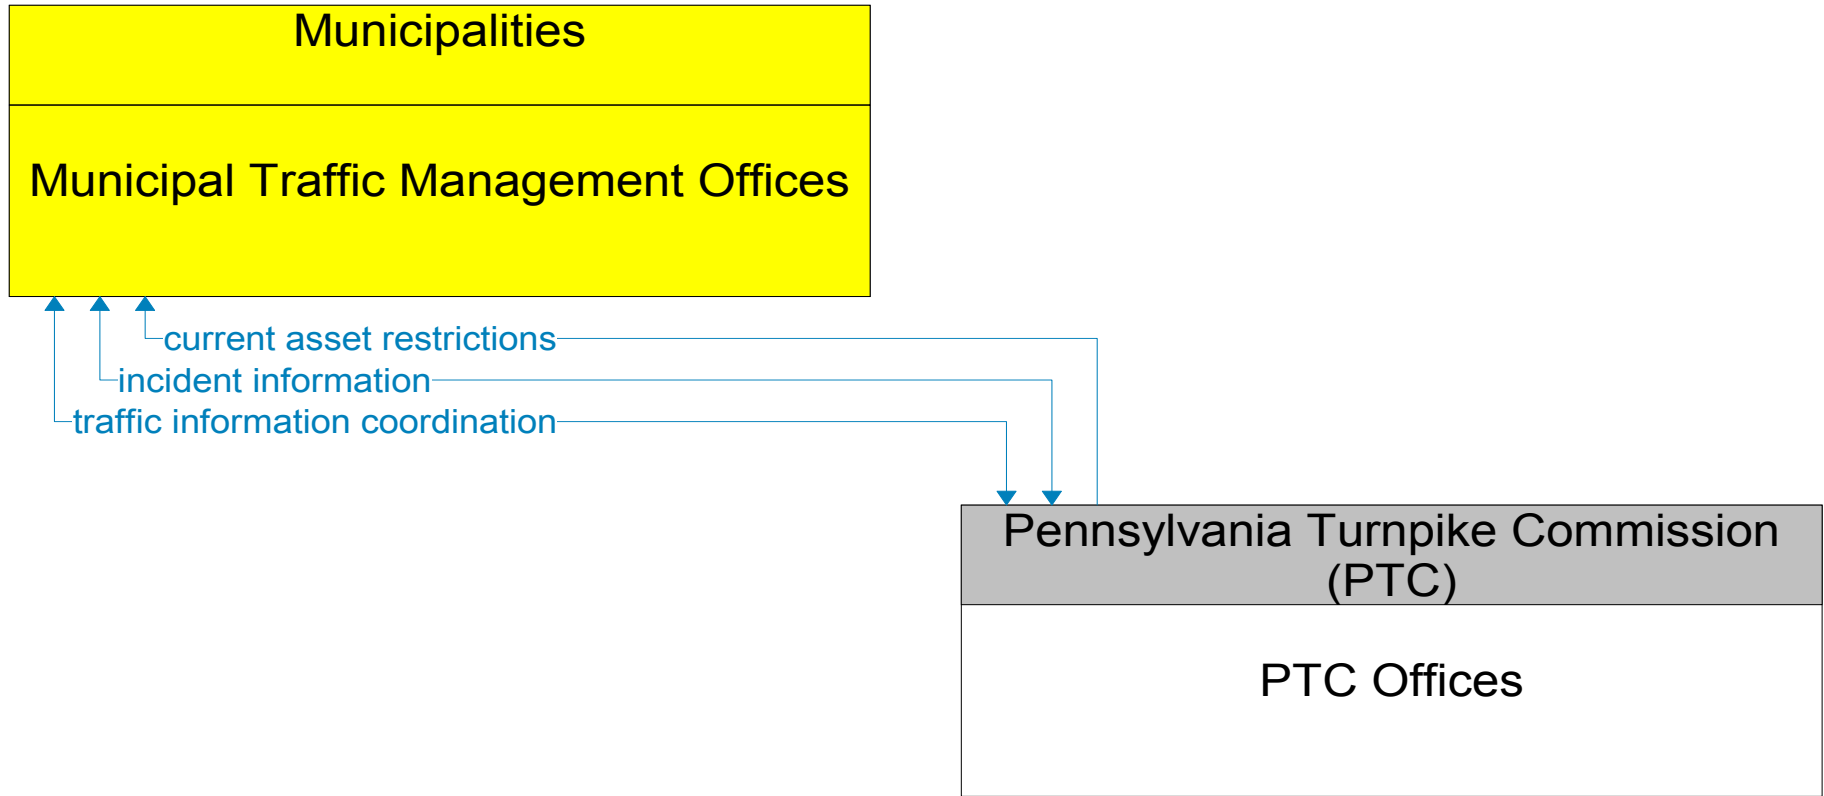 Municipalities
Municipal Traffic Management Offices
current asset restrictions
incident information
traffic information coordination
Pennsylvania Turnpike Commission
(PTC)
PTC Offices